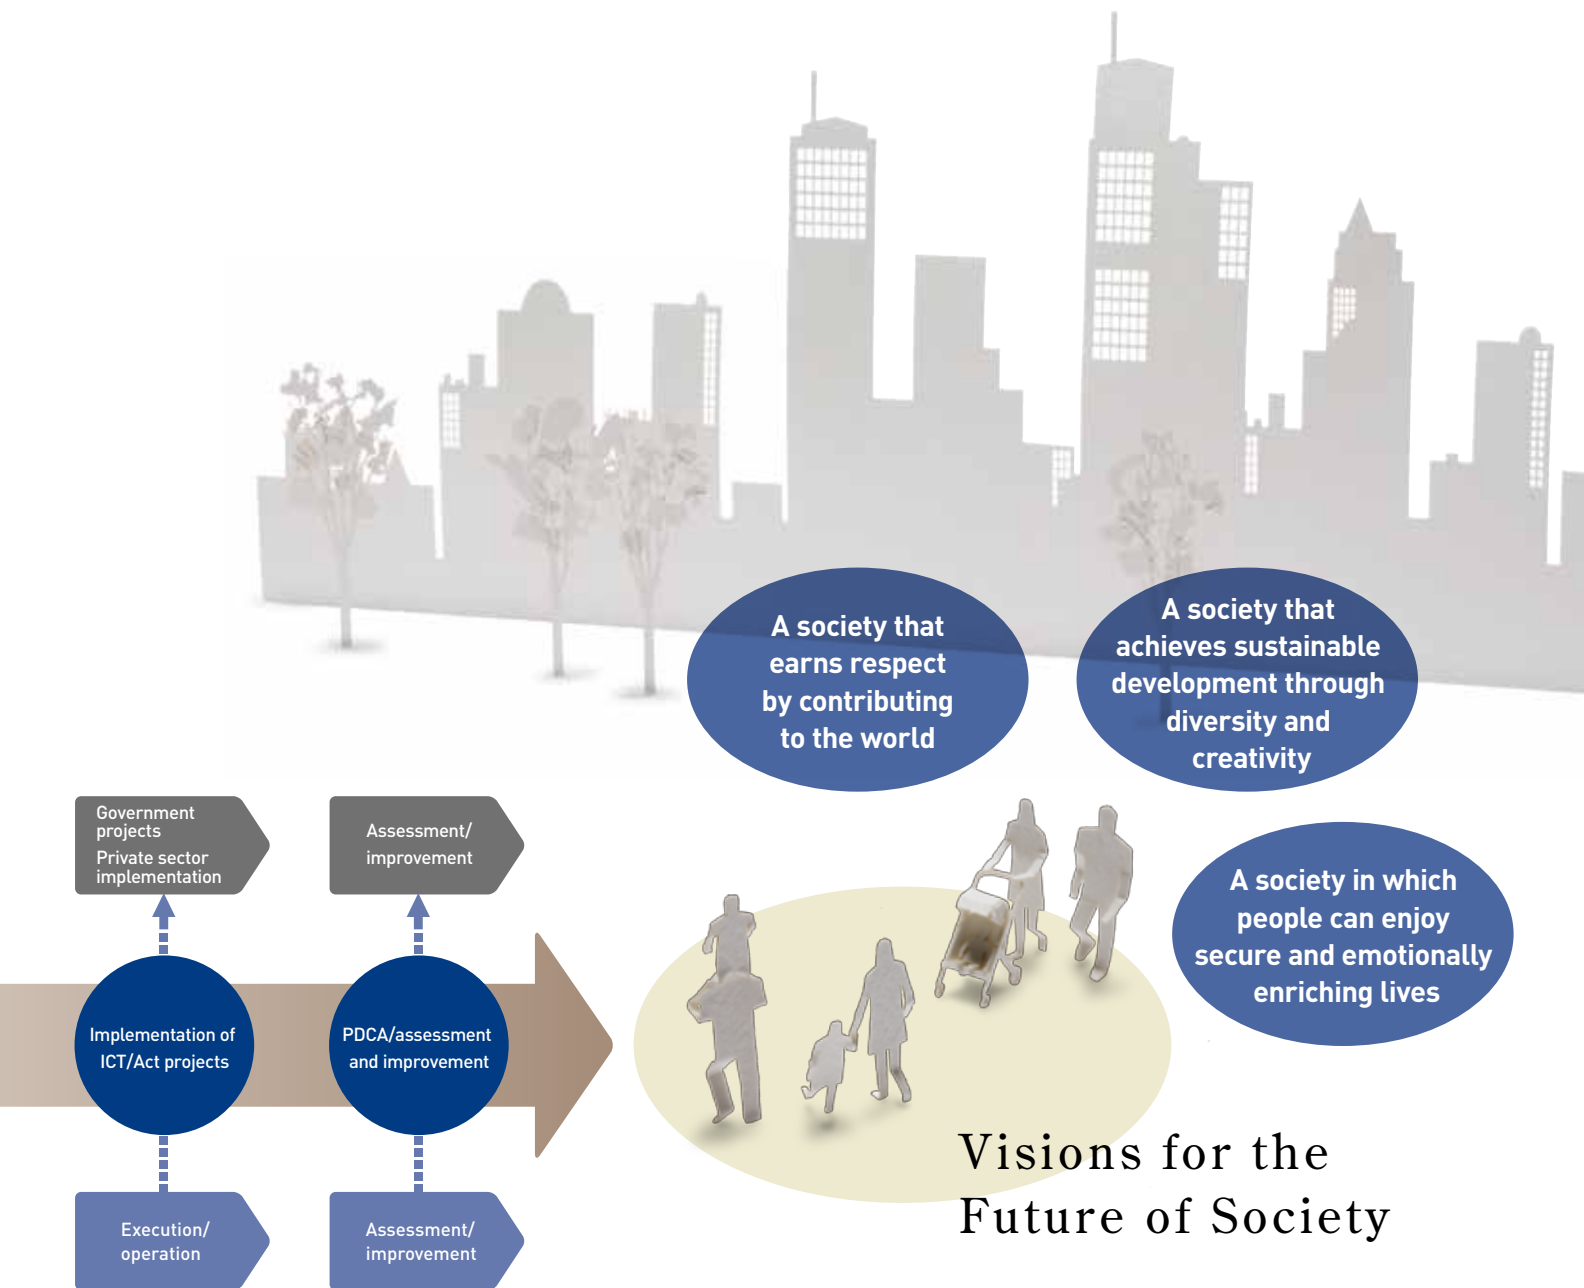 A society that
earns respect
by contributing
to the world
A society that
achieves sustainable
development through
diversity and
creativity
A society in which
people can enjoy
secure and emotionally
enriching lives
Government
projects
Private sector
implementation
Assessment/
improvement
Implementation of
ICT/Act projects
PDCA/assessment
and improvement
Execution/
operation
Assessment/
improvement
Visions for the
Future of Society